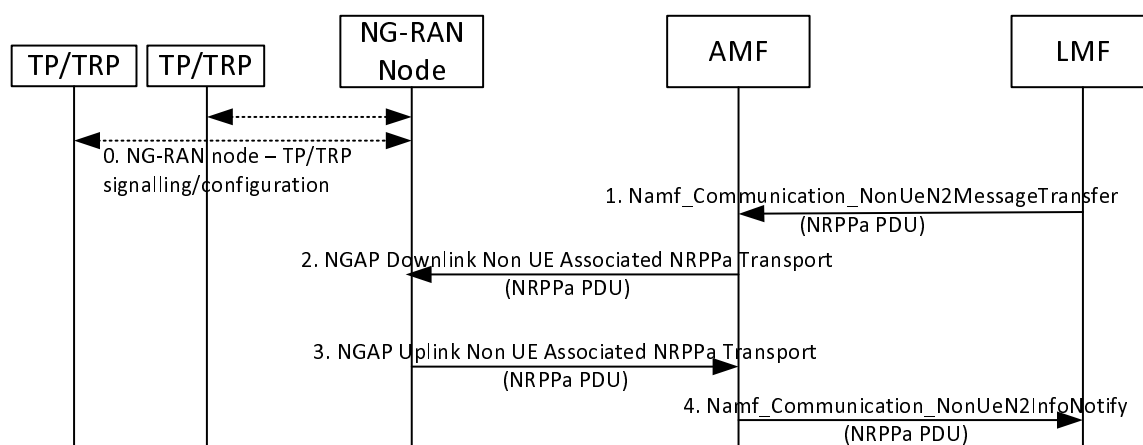 TP/TRP
TP/TRP
NG-RAN
Node
AMF
LMF
0. NG-RAN node – TP/TRP
signalling/configuration
1. Namf_Communication_NonUeN2MessageTransfer
(NRPPa PDU)
2. NGAP Downlink Non UE Associated NRPPa Transport
(NRPPa PDU)
3. NGAP Uplink Non UE Associated NRPPa Transport
(NRPPa PDU)
4. Namf_Communication_NonUeN2InfoNotify
(NRPPa PDU)